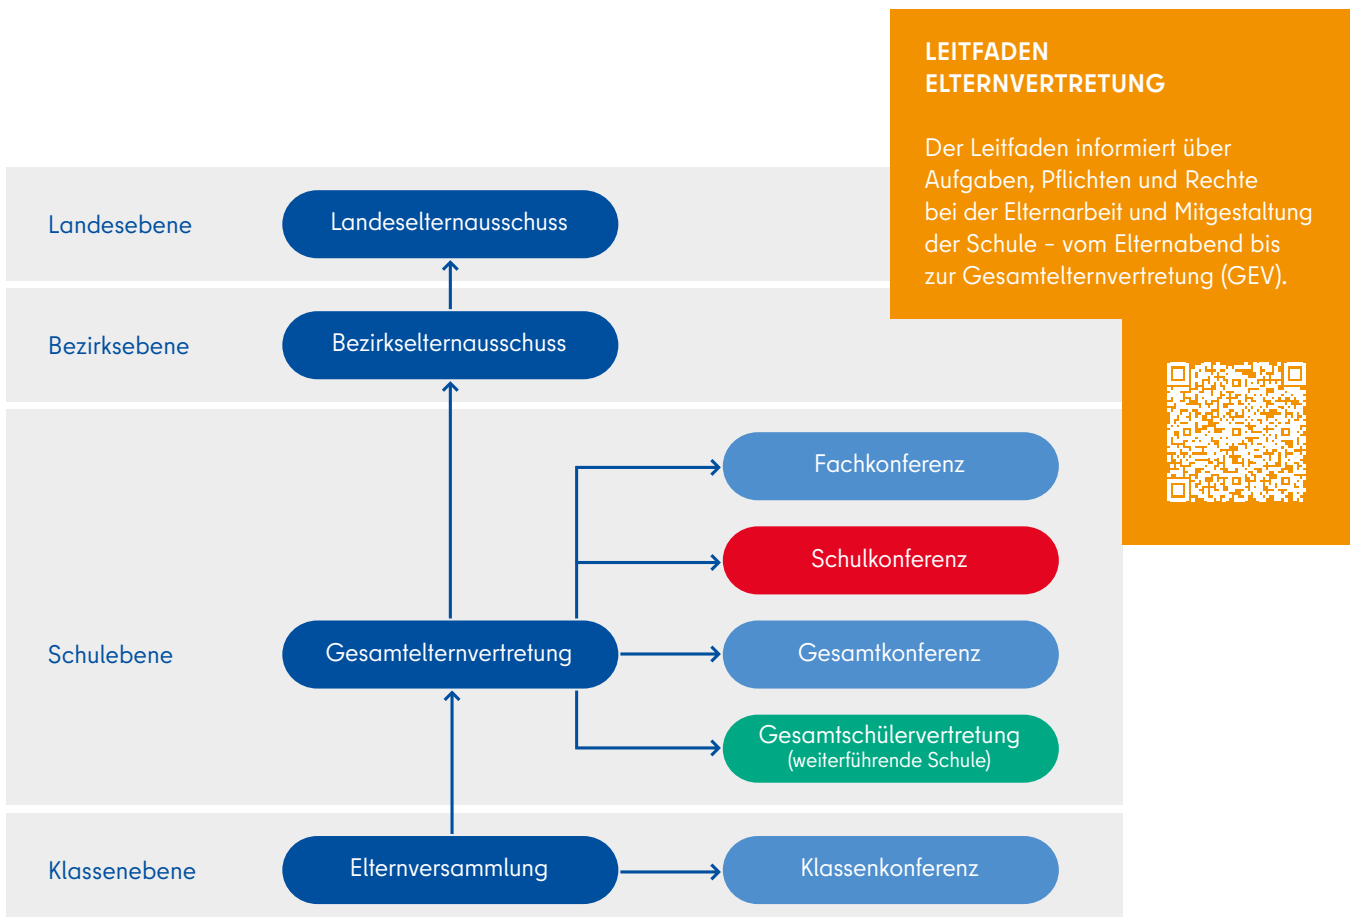 LEITFADEN
ELTERNVERTRETUNG
Der Leitfaden informiert über
Aufgaben, Pflichten und Rechte
bei der Elternarbeit und Mitgestaltung
der Schule – vom Elternabend bis
zur Gesamtelternvertretung (GEV).
Landesebene
Landeselternausschuss
Bezirksebene
Bezirkselternausschuss
Schulebene
Gesamtelternvertretung
Fachkonferenz
Schulkonferenz
Gesamtkonferenz
Gesamtschülervertretung
(weiterführende Schule)
Klassenebene
Elternversammlung
Klassenkonferenz